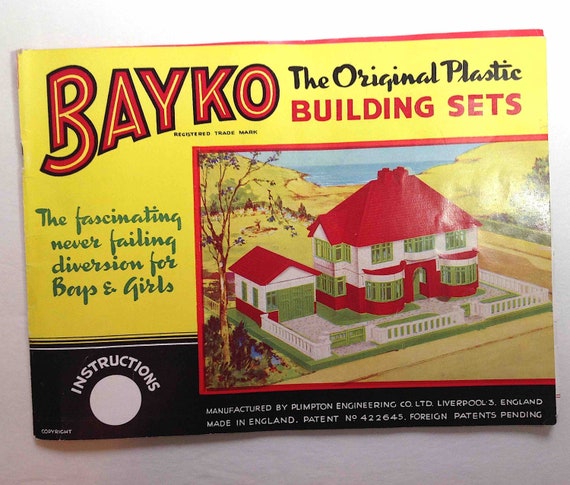 BAYKO
REGISTERED TRADE MARK
The Original Plastic
BUILDING SETS
The fascinating
never failing
diversion for
Boys & Girls
INSTRUCTIONS
COPYRIGHT
MANUFACTURED BY PLIMPTON ENGINEERING CO. LTD. LIVERPOOL·3. ENGLAND
MADE IN ENGLAND. PATENT Nº 422645. FOREIGN PATENTS PENDING